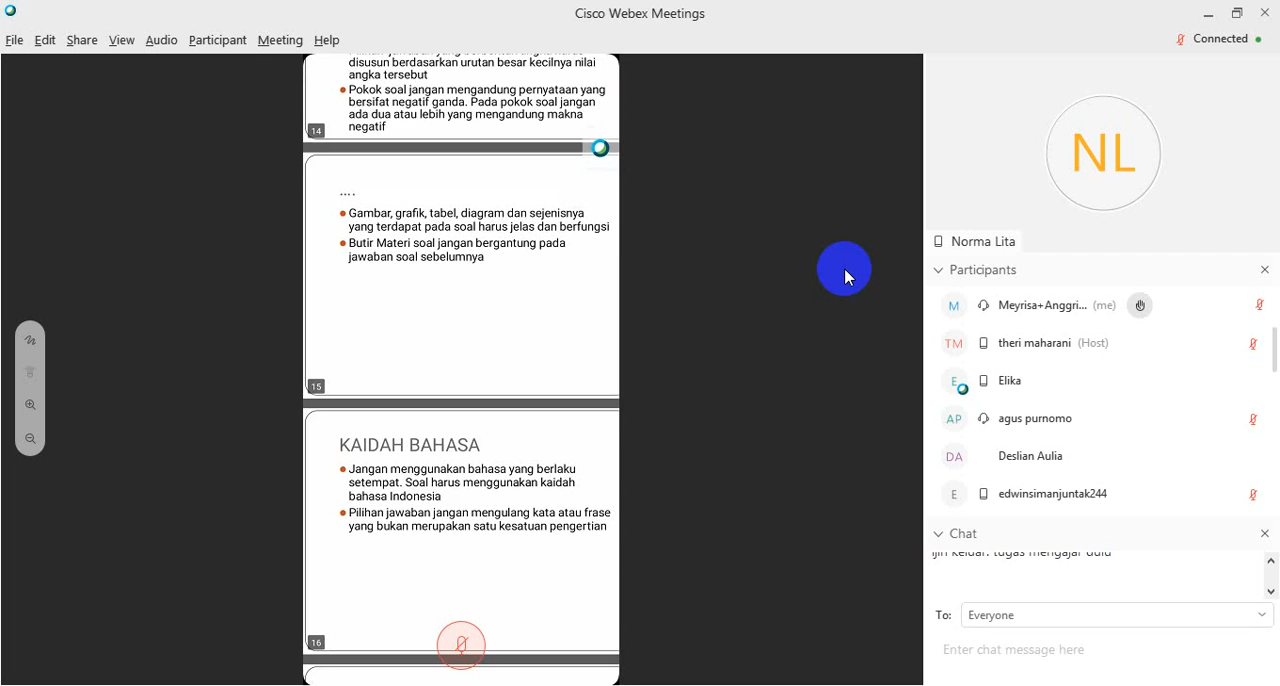 Cisco Webex Meetings
File Edit Share View Audio Participant Meeting Help
Connected
disusun berdasarkan urutan besar kecilnya nilai
angka tersebut
Pokok soal jangan mengandung pernyataan yang
bersifat negatif ganda. Pada pokok soal jangan
ada dua atau lebih yang mengandung makna
negatif
14
....
Gambar, grafik, tabel, diagram dan sejenisnya
yang terdapat pada soal harus jelas dan berfungsi
Butir Materi soal jangan bergantung pada
jawaban soal sebelumnya
15
KAIDAH BAHASA
Jangan menggunakan bahasa yang berlaku
setempat. Soal harus menggunakan kaidah
bahasa Indonesia
Pilihan jawaban jangan mengulang kata atau frase
yang bukan merupakan satu kesatuan pengertian
16
NL
Norma Lita
Participants
M Meyrisa+Anggri... (me)
TM theri maharani (Host)
E Elika
AP agus purnomo
DA Deslian Aulia
E edwinsimanjuntak244
Chat
To: Everyone
Enter chat message here